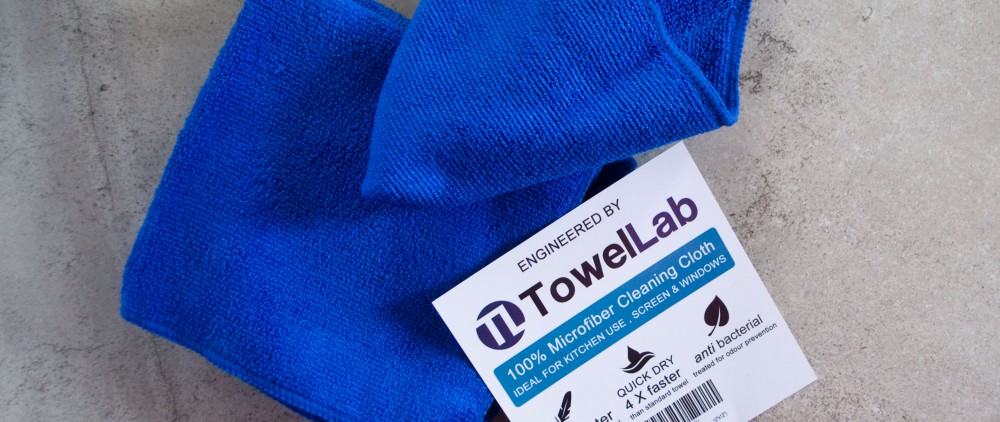 ENGINEERED BY
TowelLab
100% Microfiber Cleaning Cloth
IDEAL FOR KITCHEN USE , SCREEN & WINDOWS
QUICK DRY
4 X faster
than standard towel
anti bacterial
treated for odour prevention